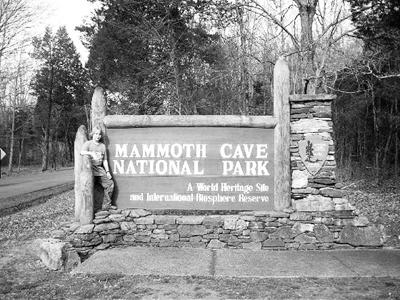 MAMMOTH CAVE
NATIONAL PARK
A World Heritage Site
and International Biosphere Reserve